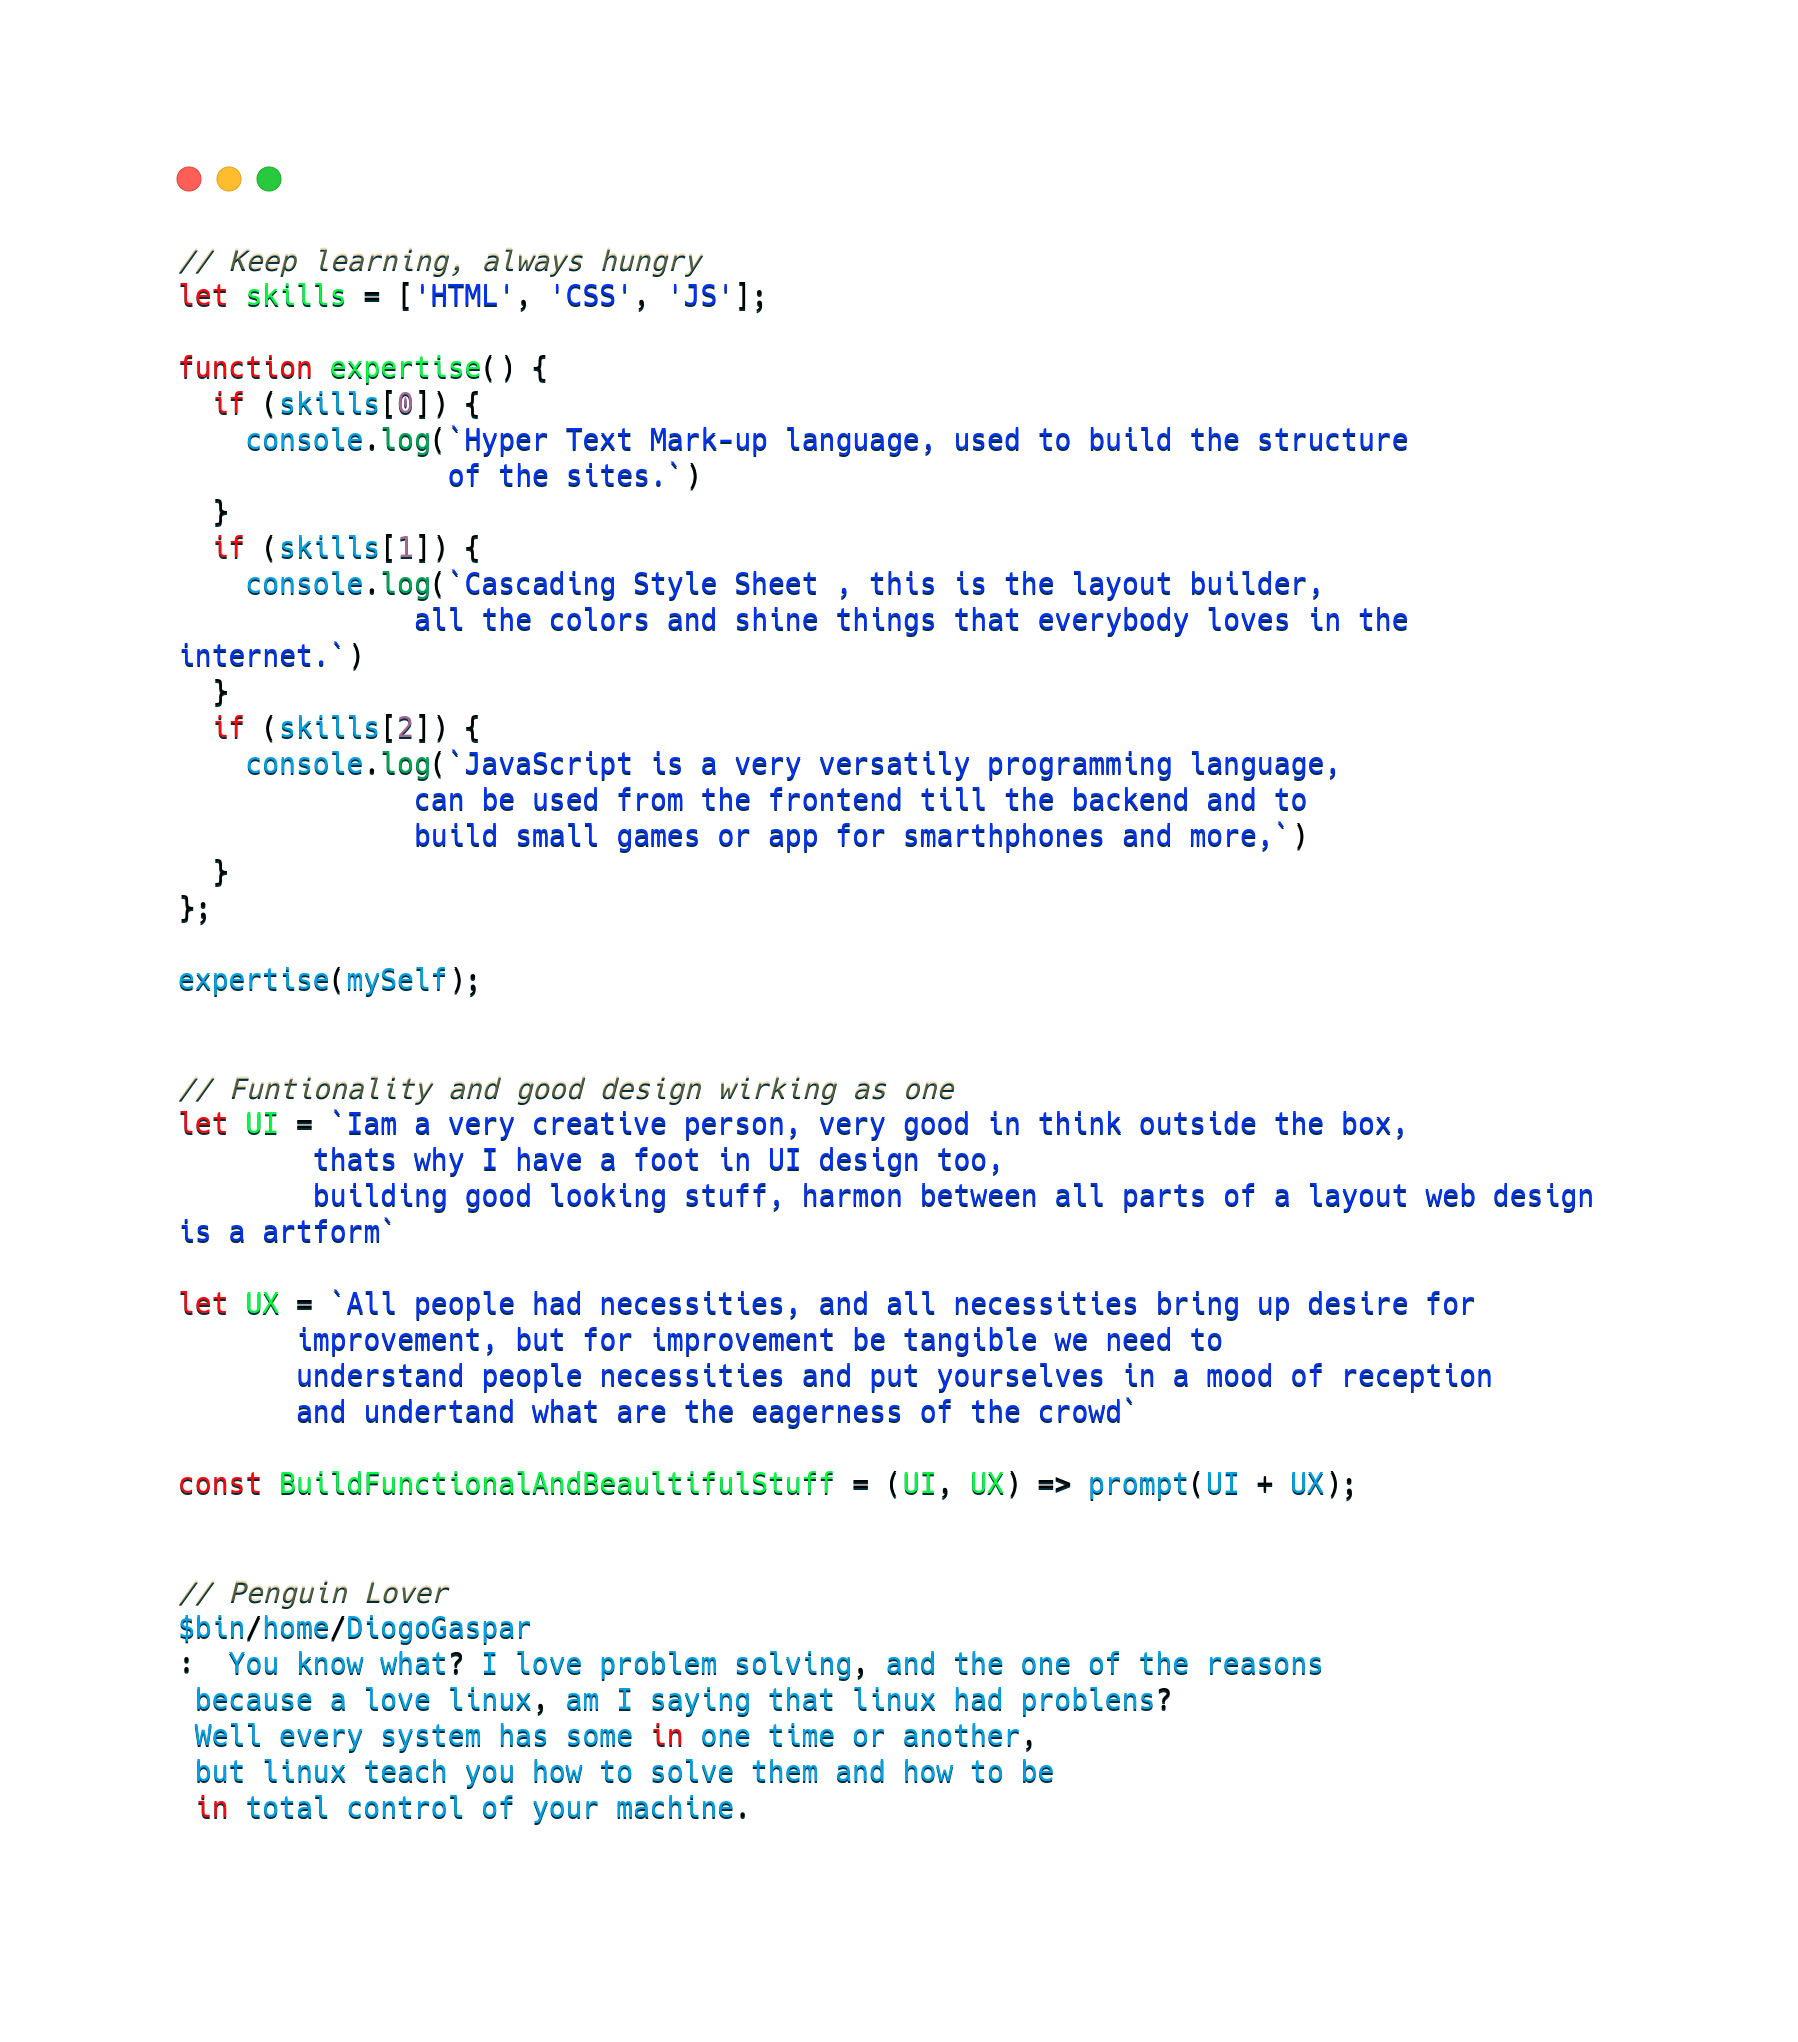 // Keep learning, always hungry
let skills = ['HTML', 'CSS', 'JS'];
function expertise() {
if (skills[0]) {
console.log(`Hyper Text Mark-up language, used to build the structure
of the sites.`)
}
if (skills[1]) {
console.log(`Cascading Style Sheet , this is the layout builder,
all the colors and shine things that everybody loves in the
internet.`)
}
if (skills[2]) {
console.log(`JavaScript is a very versatily programming language,
can be used from the frontend till the backend and to
build small games or app for smarthphones and more,`)
}
};
expertise(mySelf);
// Funtionality and good design wirking as one
let UI = `Iam a very creative person, very good in think outside the box,
thats why I have a foot in UI design too,
building good looking stuff, harmon between all parts of a layout web design
is a artform`
let UX = `All people had necessities, and all necessities bring up desire for
improvement, but for improvement be tangible we need to
understand people necessities and put yourselves in a mood of reception
and undertand what are the eagerness of the crowd`
const BuildFunctionalAndBeaultifulStuff = (UI, UX) => prompt(UI + UX);
// Penguin Lover
$bin/home/DiogoGaspar
:  You know what? I love problem solving, and the one of the reasons
because a love linux, am I saying that linux had problens?
Well every system has some in one time or another,
but linux teach you how to solve them and how to be
in total control of your machine.